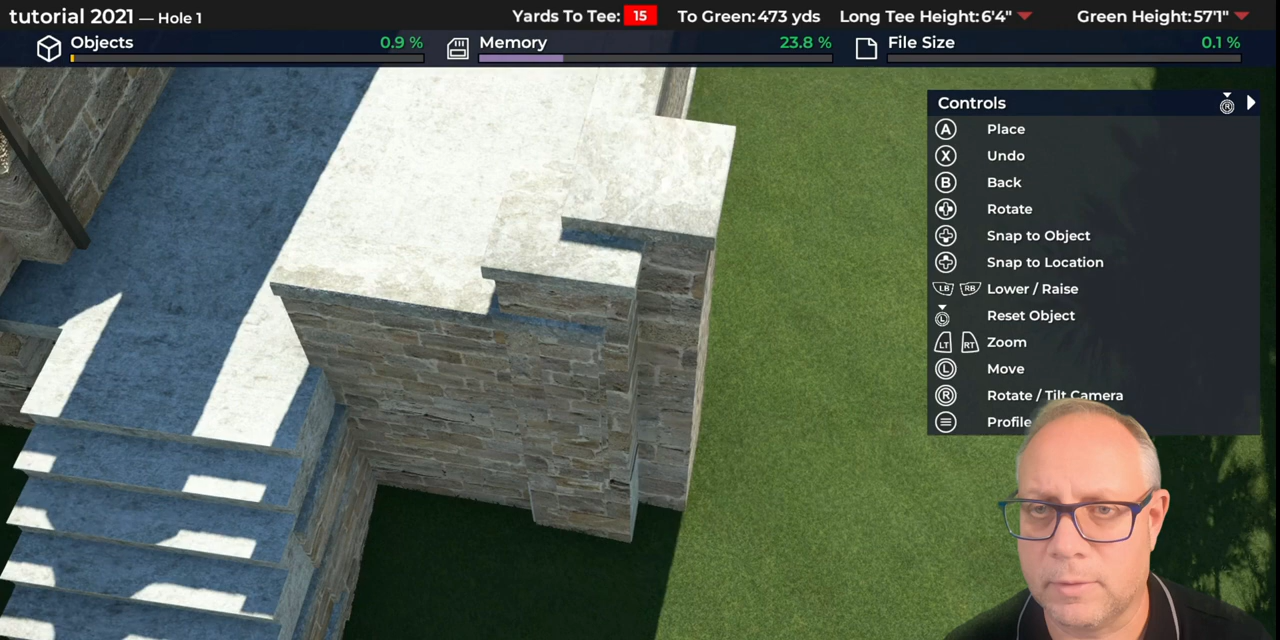 tutorial 2021 — Hole 1
Yards To Tee: 15 To Green: 473 yds Long Tee Height: 6'4" Green Height: 57'1"
Objects 0.9 % Memory 23.8 % File Size 0.1 %
Controls R
A Place
X Undo
B Back
Rotate
Snap to Object
Snap to Location
LB RB Lower / Raise
L Reset Object
LT RT Zoom
L Move
R Rotate / Tilt Camera
Profile